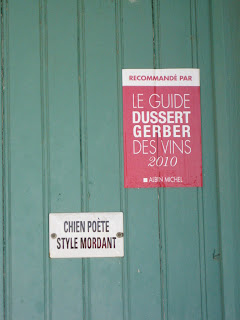 RECOMMANDÉ PAR
LE GUIDE
DUSSERT
GERBER
DES VINS
2010
ALBIN MICHEL
CHIEN POÈTE
STYLE MORDANT